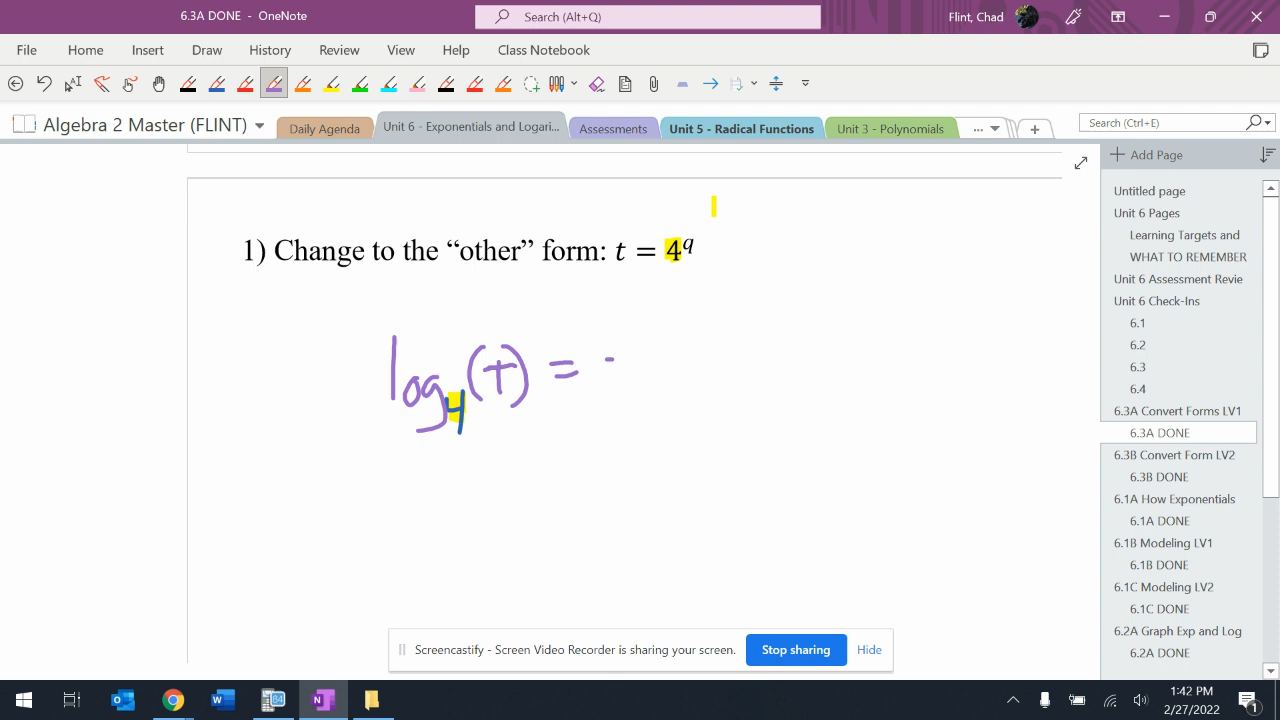 6.3A DONE - OneNote
Search (Alt+Q)
Flint, Chad
File Home Insert Draw History Review View Help Class Notebook
Algebra 2 Master (FLINT)
Daily Agenda
Unit 6 - Exponentials and Logari...
Assessments
Unit 5 - Radical Functions
Unit 3 - Polynomials
...
Search (Ctrl+E)
1) Change to the “other” form: t = 4^q
log_4(t) =
Add Page
Untitled page
Unit 6 Pages
Learning Targets and
WHAT TO REMEMBER
Unit 6 Assessment Revie
Unit 6 Check-Ins
6.1
6.2
6.3
6.4
6.3A Convert Forms LV1
6.3A DONE
6.3B Convert Form LV2
6.3B DONE
6.1A How Exponentials
6.1A DONE
6.1B Modeling LV1
6.1B DONE
6.1C Modeling LV2
6.1C DONE
6.2A Graph Exp and Log
6.2A DONE
Screencastify - Screen Video Recorder is sharing your screen.
Stop sharing
Hide
1:42 PM
2/27/2022